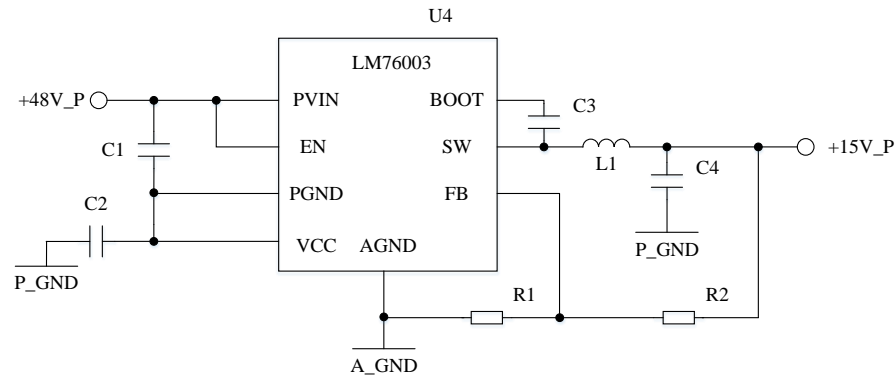 U4
LM76003
+48V_P
PVIN
BOOT
C3
C1
EN
SW
+15V_P
L1
C4
PGND
FB
C2
VCC
AGND
P_GND
P_GND
R1
R2
A_GND